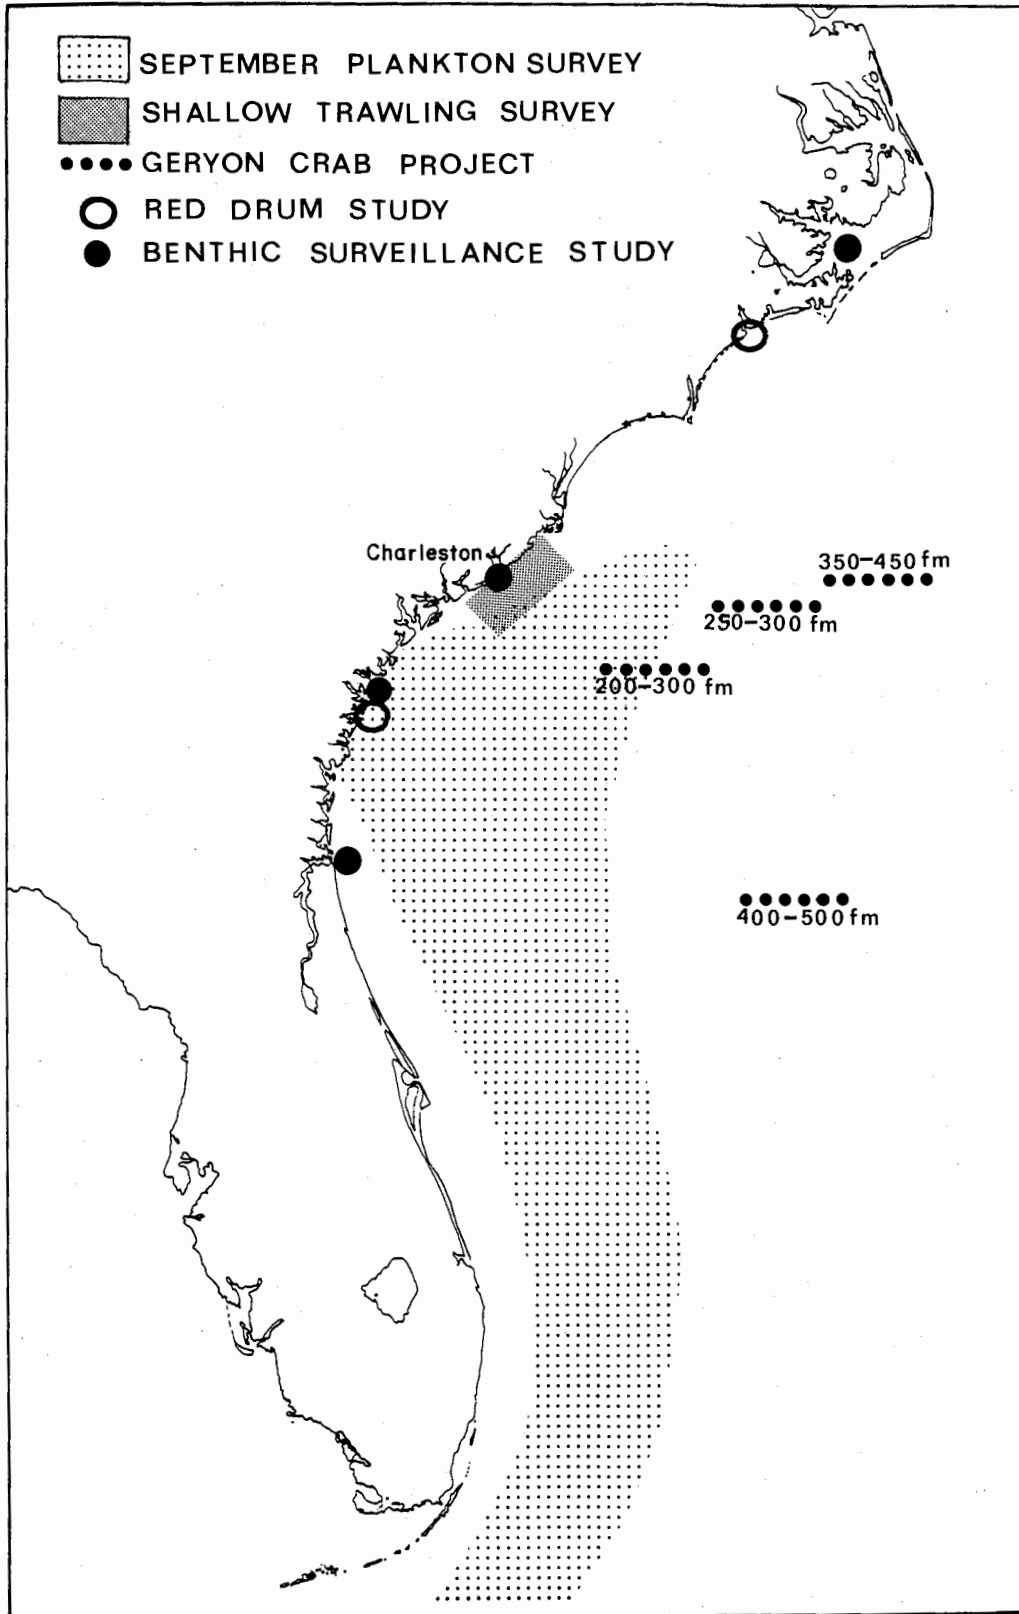 SEPTEMBER PLANKTON SURVEY
SHALLOW TRAWLING SURVEY
GERYON CRAB PROJECT
RED DRUM STUDY
BENTHIC SURVEILLANCE STUDY
Charleston
350-450 fm
250-300 fm
200-300 fm
400-500 fm